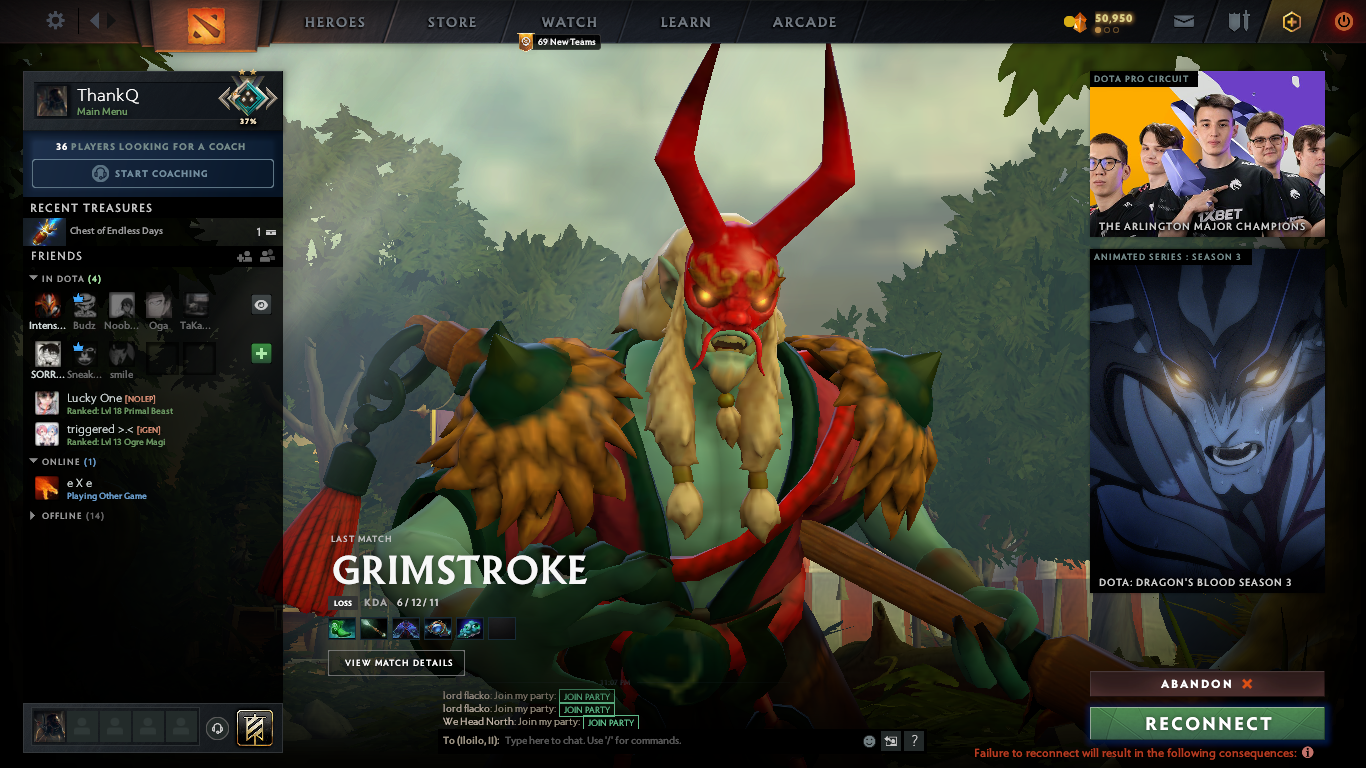 HEROES
STORE
WATCH
LEARN
ARCADE
50,950
69 New Teams
ThankQ
Main Menu
37%
36 PLAYERS LOOKING FOR A COACH
START COACHING
RECENT TREASURES
Chest of Endless Days
1
FRIENDS
IN DOTA (4)
Intens... Budz Noob... Oga TaKa...
SORR... Sneak... smile
Lucky One [NOLEP]
Ranked: Lvl 18 Primal Beast
triggered >.< [iGEN]
Ranked: Lvl 13 Ogre Magi
ONLINE (1)
e X e
Playing Other Game
OFFLINE (14)
LAST MATCH
GRIMSTROKE
LOSS KDA 6/12/11
VIEW MATCH DETAILS
lord flacko: Join my party: JOIN PARTY
lord flacko: Join my party: JOIN PARTY
We Head North: Join my party: JOIN PARTY
To (Iloilo, II): Type here to chat. Use '/' for commands.
?
DOTA PRO CIRCUIT
1XBET
THE ARLINGTON MAJOR CHAMPIONS
ANIMATED SERIES : SEASON 3
DOTA: DRAGON'S BLOOD SEASON 3
ABANDON
RECONNECT
Failure to reconnect will result in the following consequences: